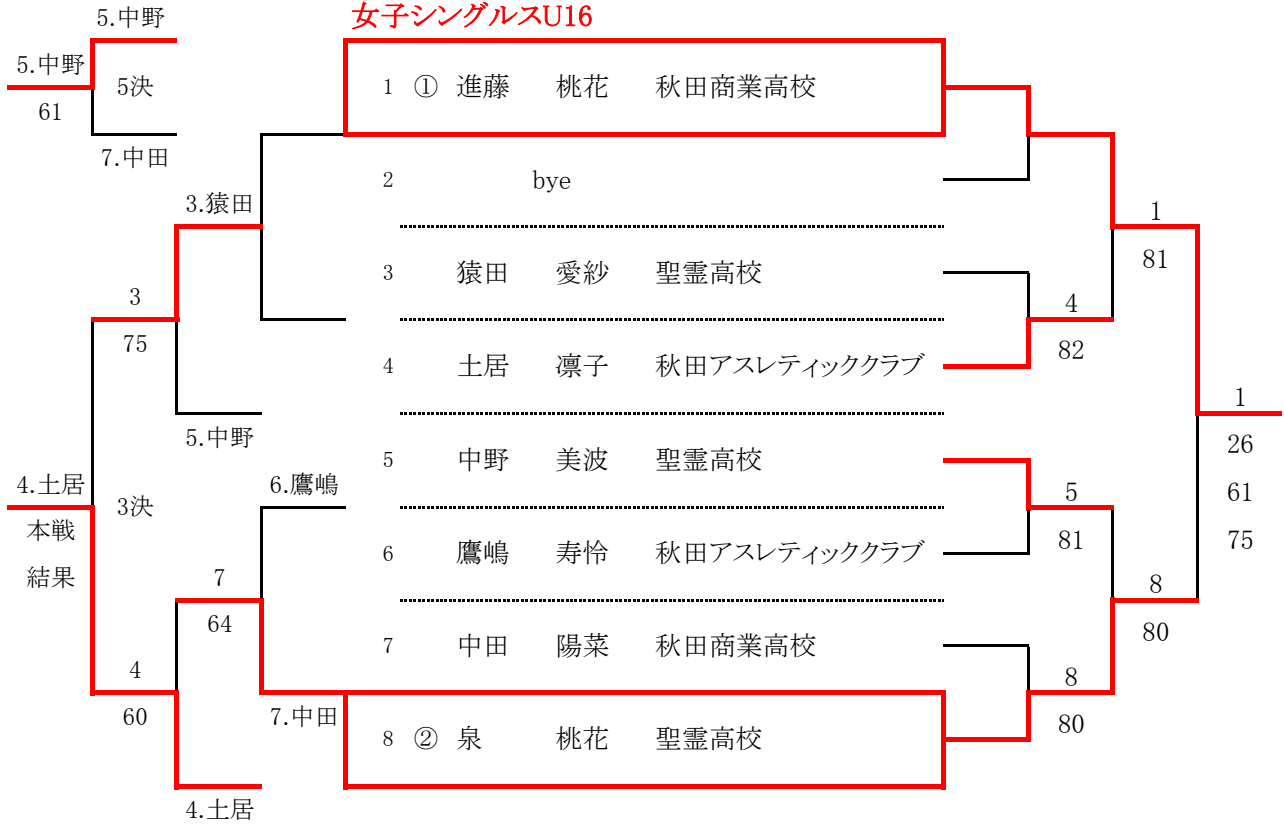 女子シングルスU16
5.中野
5.中野
5決
61
7.中田
3.猿田
3
75
5.中野
4.土居
3決
本戦
結果
6.鷹嶋
7
64
4
60
7.中田
4.土居
1 ① 進藤 桃花 秋田商業高校
2 bye
3 猿田 愛紗 聖霊高校
4 土居 凛子 秋田アスレティッククラブ
5 中野 美波 聖霊高校
6 鷹嶋 寿怜 秋田アスレティッククラブ
7 中田 陽菜 秋田商業高校
8 ② 泉 桃花 聖霊高校
4
82
5
81
8
80
1
81
8
80
1
26
61
75